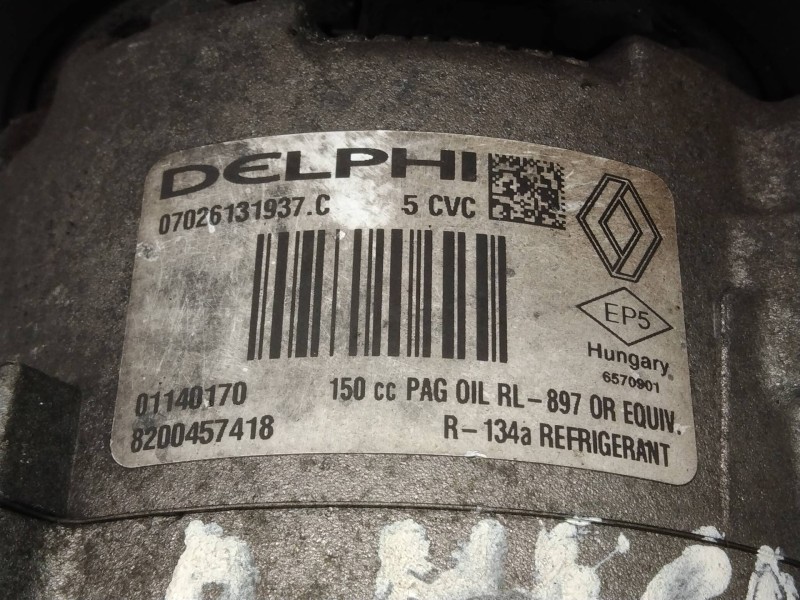 DELPHI
07026131937.C 5 CVC
EP5
Hungary
6570901
01140170 150 cc PAG OIL RL-897 OR EQUIV.
8200457418 R-134a REFRIGERANT